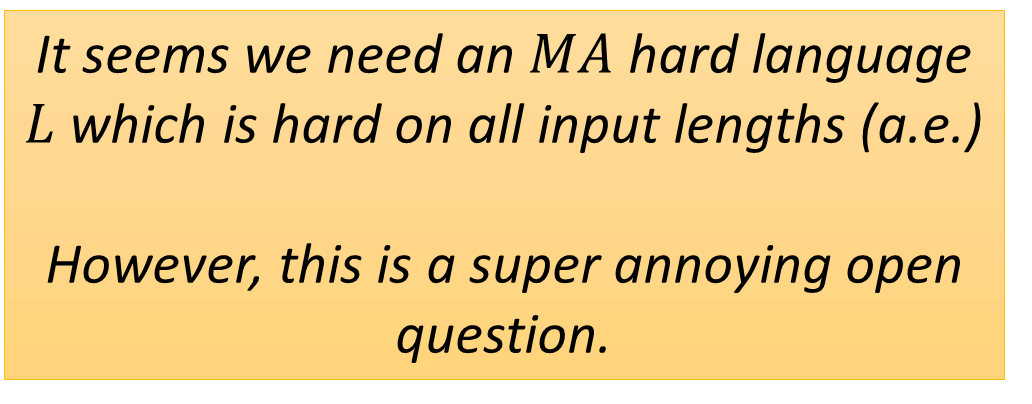 It seems we need an MA hard language
L which is hard on all input lengths (a.e.)
However, this is a super annoying open
question.